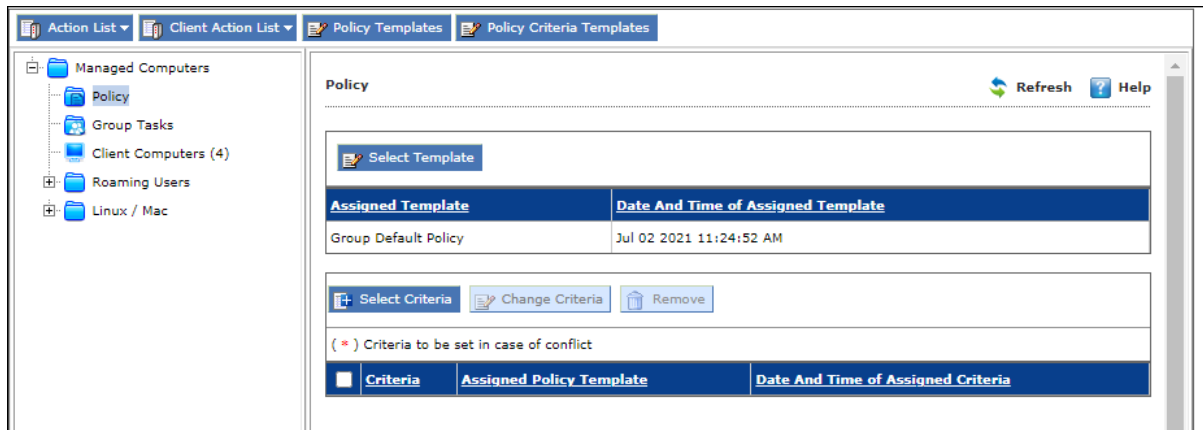 Action List Client Action List Policy Templates Policy Criteria Templates
Managed Computers
Policy
Group Tasks
Client Computers (4)
Roaming Users
Linux / Mac
Policy Refresh ? Help
Select Template
Assigned Template Date And Time of Assigned Template
Group Default Policy Jul 02 2021 11:24:52 AM
Select Criteria Change Criteria Remove
( * ) Criteria to be set in case of conflict
Criteria Assigned Policy Template Date And Time of Assigned Criteria